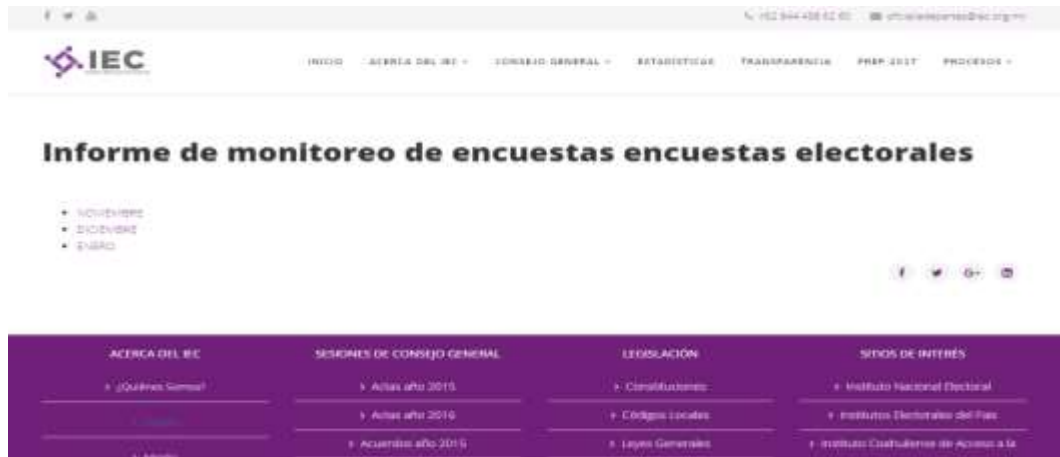 IEC
INICIO ACERCA DEL IEC CONSEJO GENERAL ESTADÍSTICAS TRANSPARENCIA PREP 2017 PROCESOS
Informe de monitoreo de encuestas encuestas electorales
NOVIEMBRE
DICIEMBRE
ENERO
ACERCA DEL IEC SESIONES DE CONSEJO GENERAL LEGISLACIÓN SITIOS DE INTERÉS
¿Quiénes Somos? Actas año 2015 Constituciones Instituto Nacional Electoral
Actas año 2016 Códigos Locales Institutos Electorales del País
Acuerdos año 2015 Leyes Generales Instituto Coahuilense de Acceso a la